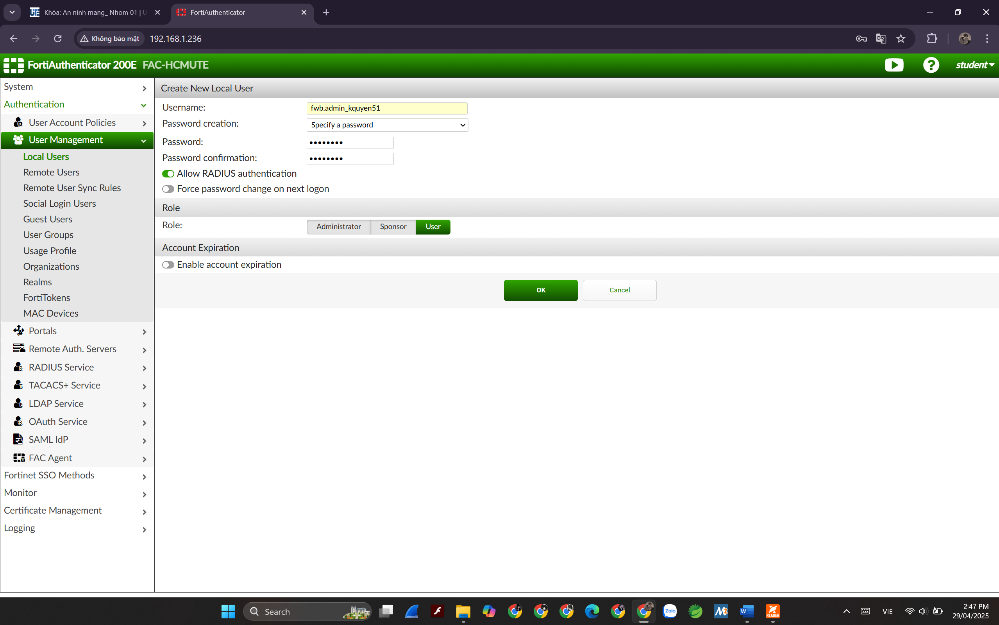 Khóa: An ninh mang_ Nhom 01 | U
FortiAuthenticator
Không bảo mật
192.168.1.236
FortiAuthenticator 200E FAC-HCMUTE
student
System
Authentication
User Account Policies
User Management
Local Users
Remote Users
Remote User Sync Rules
Social Login Users
Guest Users
User Groups
Usage Profile
Organizations
Realms
FortiTokens
MAC Devices
Portals
Remote Auth. Servers
RADIUS Service
TACACS+ Service
LDAP Service
OAuth Service
SAML IdP
FAC Agent
Fortinet SSO Methods
Monitor
Certificate Management
Logging
Create New Local User
Username: fwb.admin_kquyen51
Password creation: Specify a password
Password: ••••••••
Password confirmation: ••••••••
Allow RADIUS authentication
Force password change on next logon
Role
Role: Administrator Sponsor User
Account Expiration
Enable account expiration
OK Cancel
Search
Zalo
READER
VIE
2:47 PM
29/04/2025